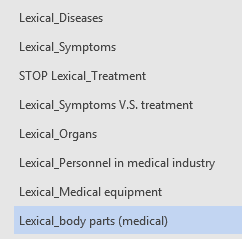 Lexical_Diseases
Lexical_Symptoms
STOP Lexical_Treatment
Lexical_Symptoms V.S. treatment
Lexical_Organs
Lexical_Personnel in medical industry
Lexical_Medical equipment
Lexical_body parts (medical)